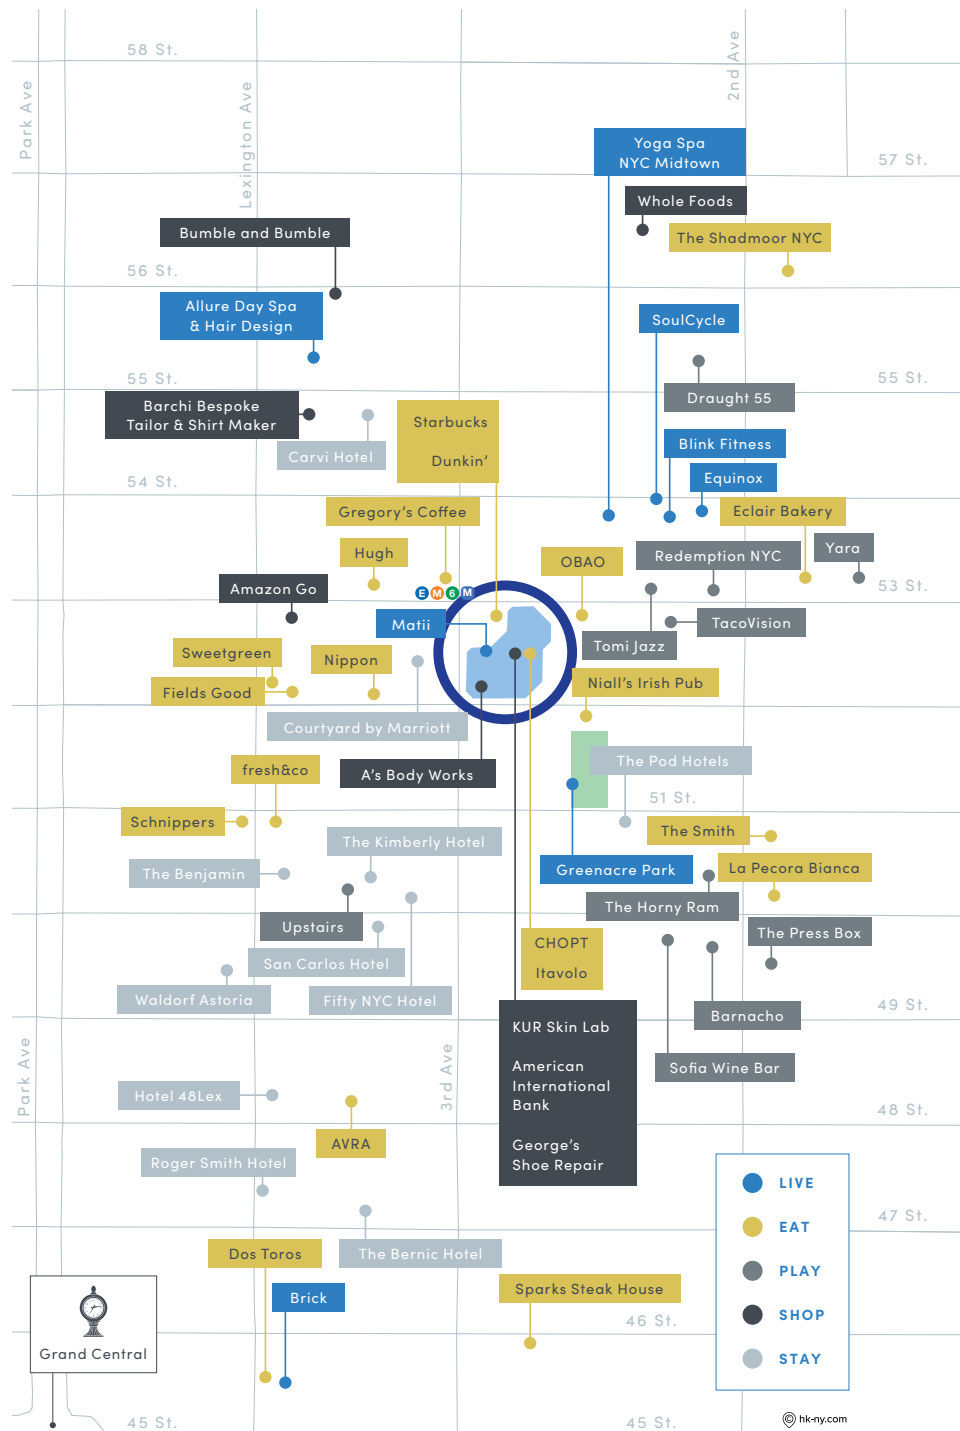 58 St.
2nd Ave
Park Ave
Lexington Ave
Yoga Spa
NYC Midtown
57 St.
Whole Foods
Bumble and Bumble
The Shadmoor NYC
56 St.
Allure Day Spa
& Hair Design
SoulCycle
55 St.
55 St.
Draught 55
Barchi Bespoke
Tailor & Shirt Maker
Starbucks
Dunkin’
Carvi Hotel
Blink Fitness
Equinox
54 St.
Gregory’s Coffee
Eclair Bakery
Hugh
OBAO
Redemption NYC
Yara
Amazon Go
E M 6 M
53 St.
Matii
TacoVision
Tomi Jazz
Sweetgreen
Nippon
Fields Good
Niall’s Irish Pub
Courtyard by Marriott
The Pod Hotels
fresh&co
A’s Body Works
51 St.
Schnippers
The Smith
The Kimberly Hotel
The Benjamin
Greenacre Park
La Pecora Bianca
The Horny Ram
Upstairs
The Press Box
CHOPT
Itavolo
San Carlos Hotel
Waldorf Astoria
Fifty NYC Hotel
49 St.
Barnacho
KUR Skin Lab
American
International
Bank
George’s
Shoe Repair
Park Ave
3rd Ave
Sofia Wine Bar
Hotel 48Lex
48 St.
AVRA
Roger Smith Hotel
LIVE
EAT
PLAY
SHOP
STAY
47 St.
Dos Toros
The Bernic Hotel
Brick
Sparks Steak House
46 St.
Grand Central
45 St.
45 St.
hk-ny.com